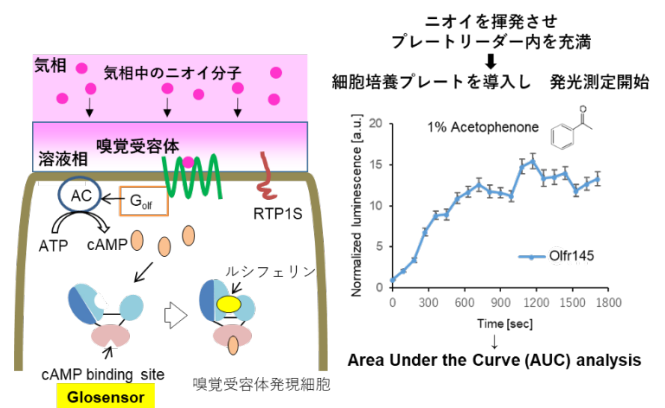 気相
気相中のニオイ分子
溶液相
嗅覚受容体
AC
Golf
RTP1S
ATP
cAMP
ルシフェリン
cAMP binding site
Glosensor
嗅覚受容体発現細胞
ニオイを揮発させ
プレートリーダー内を充満
細胞培養プレートを導入し 発光測定開始
1% Acetophenone
O
Normalized luminescence [a.u.]
20
15
10
5
0
Olfr145
0 300 600 900 1200 1500 1800
Time [sec]
Area Under the Curve (AUC) analysis